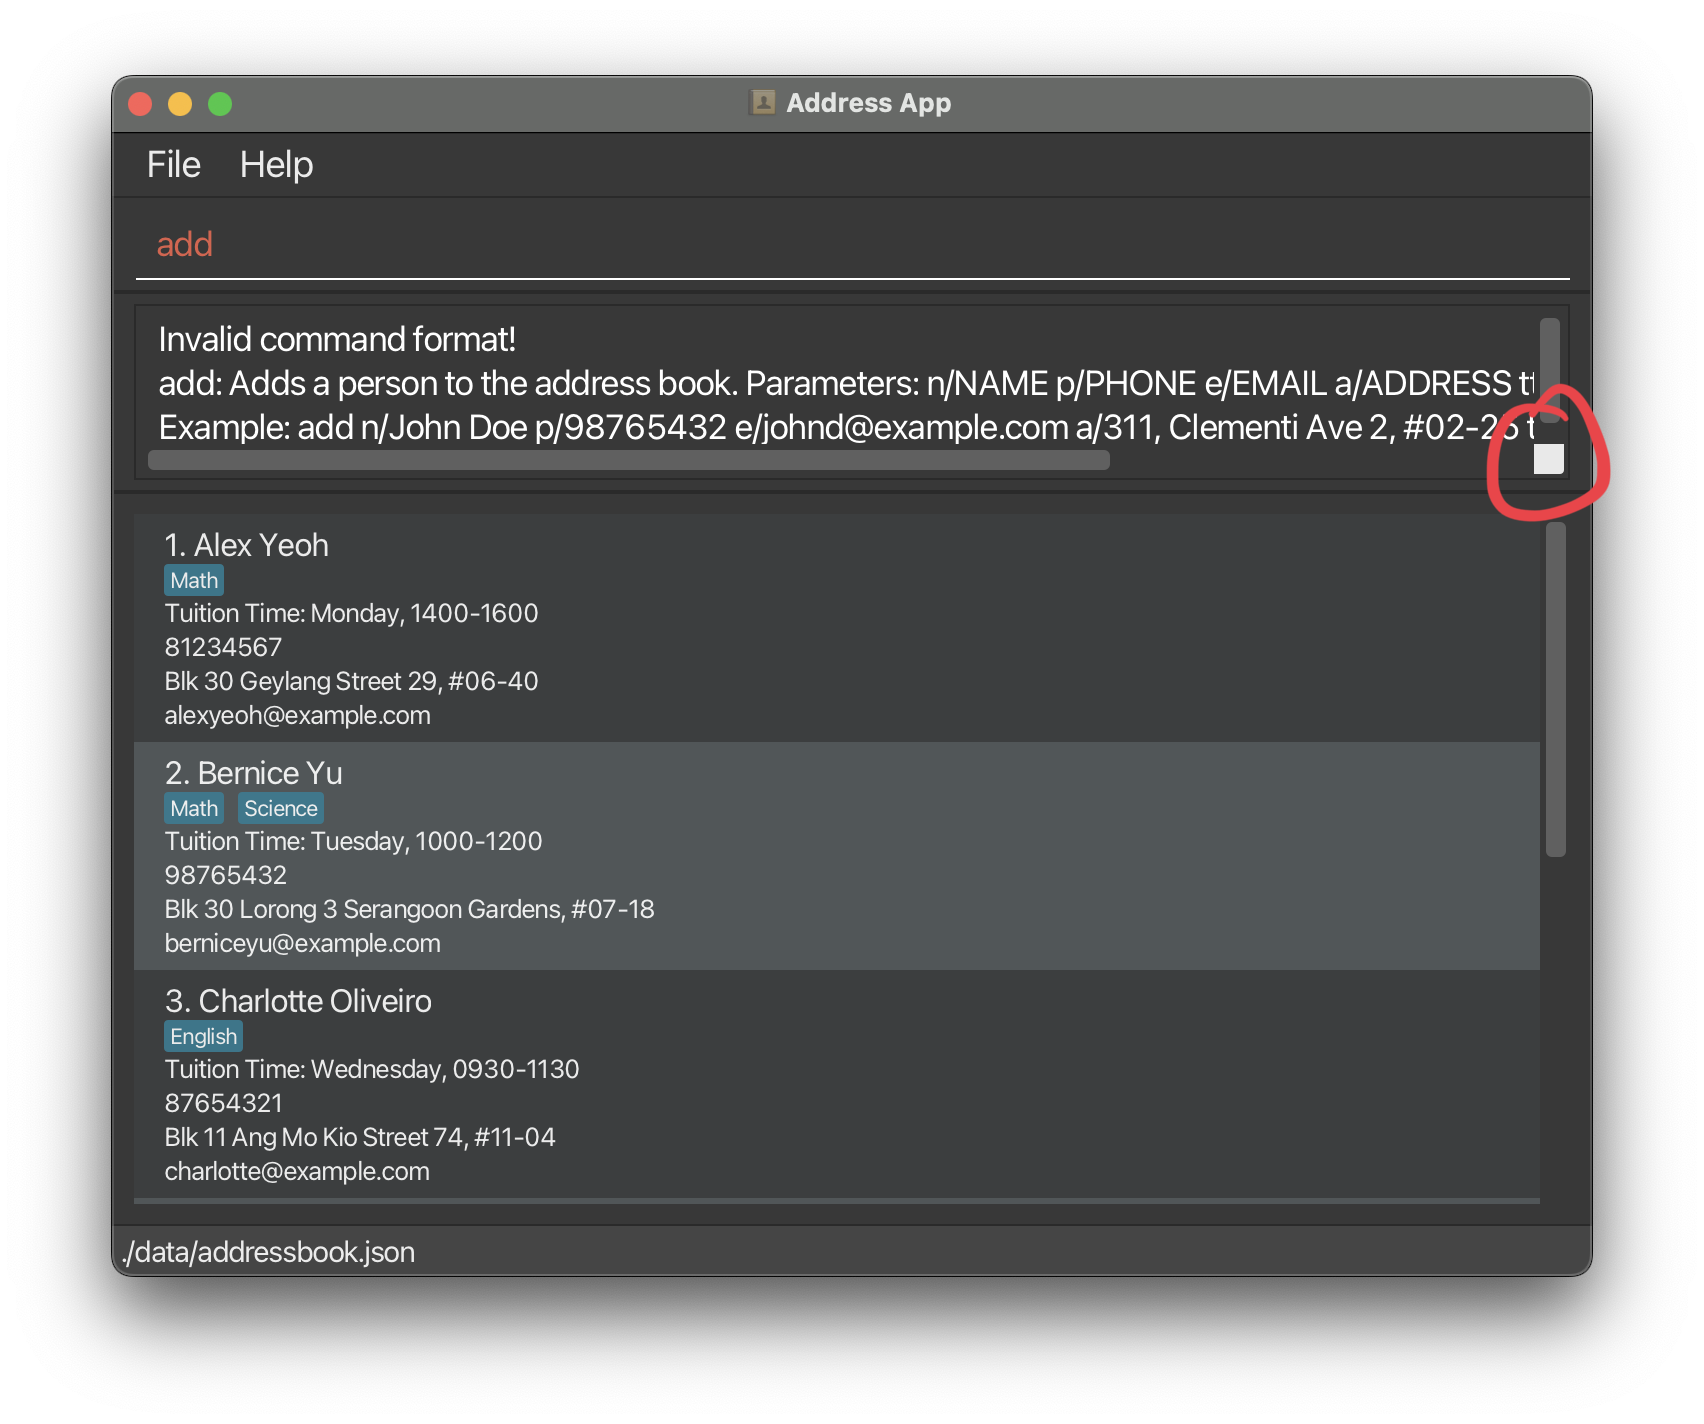 Address App
File Help
add
Invalid command format!
add: Adds a person to the address book. Parameters: n/NAME p/PHONE e/EMAIL a/ADDRESS
Example: add n/John Doe p/98765432 e/johnd@example.com a/311, Clementi Ave 2, #02-25
1. Alex Yeoh
Math
Tuition Time: Monday, 1400-1600
81234567
Blk 30 Geylang Street 29, #06-40
alexyeoh@example.com
2. Bernice Yu
Math Science
Tuition Time: Tuesday, 1000-1200
98765432
Blk 30 Lorong 3 Serangoon Gardens, #07-18
berniceyu@example.com
3. Charlotte Oliveiro
English
Tuition Time: Wednesday, 0930-1130
87654321
Blk 11 Ang Mo Kio Street 74, #11-04
charlotte@example.com
./data/addressbook.json